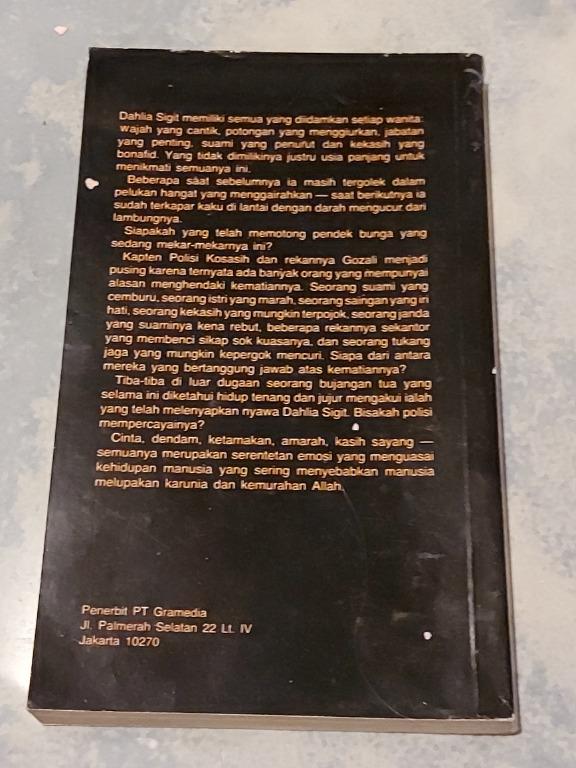 Dahlia Sigit memiliki semua yang diidamkan setiap wanita:
wajah yang cantik, potongan yang menggiurkan, jabatan
yang penting, suami yang penurut dan kekasih yang
bonafid. Yang tidak dimilikinya justru usia panjang untuk
menikmati semuanya ini.
Beberapa saat sebelumnya ia masih tergolek dalam
pelukan hangat yang menggairahkan — saat berikutnya ia
sudah terkapar kaku di lantai dengan darah mengucur dari
lambungnya.
Siapakah yang telah memotong pendek bunga yang
sedang mekar-mekarnya ini?
Kapten Polisi Kosasih dan rekannya Gozali menjadi
pusing karena ternyata ada banyak orang yang mempunyai
alasan menghendaki kematiannya. Seorang suami yang
cemburu, seorang istri yang marah, seorang saingan yang iri
hati, seorang kekasih yang mungkin terpojok, seorang janda
yang suaminya kena rebut, beberapa rekannya sekantor
yang membenci sikap sok kuasanya, dan seorang tukang
jaga yang mungkin kepergok mencuri. Siapa dari antara
mereka yang bertanggung jawab atas kematiannya?
Tiba-tiba di luar dugaan seorang bujangan tua yang
selama ini diketahui hidup tenang dan jujur mengakui ialah
yang telah melenyapkan nyawa Dahlia Sigit. Bisakah polisi
mempercayainya?
Cinta, dendam, ketamakan, amarah, kasih sayang —
semuanya merupakan serentetan emosi yang menguasai
kehidupan manusia yang sering menyebabkan manusia
melupakan karunia dan kemurahan Allah.
Penerbit PT Gramedia
Jl. Palmerah Selatan 22 Lt. IV
Jakarta 10270